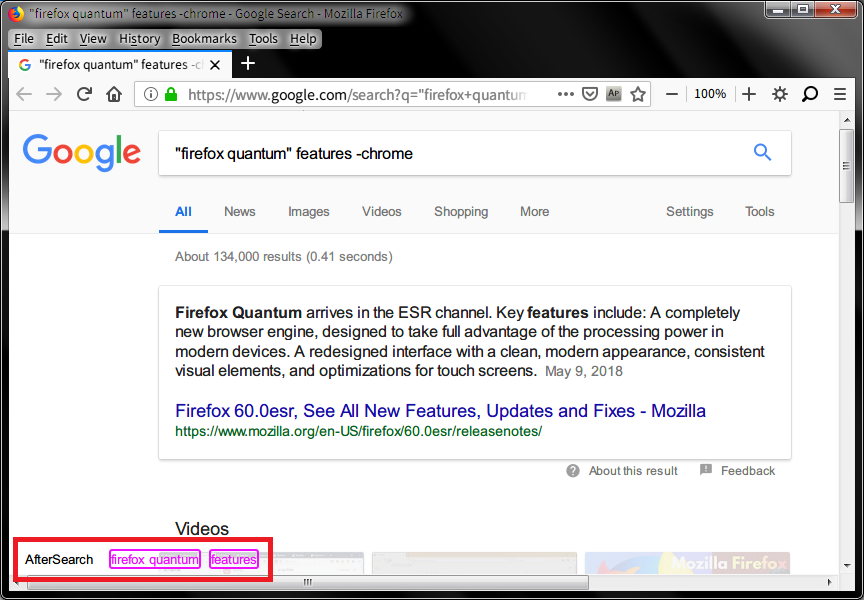 "firefox quantum" features -chrome - Google Search - Mozilla Firefox
File Edit View History Bookmarks Tools Help
"firefox quantum" features -c
https://www.google.com/search?q="firefox+quantum 100%
Google "firefox quantum" features -chrome
All News Images Videos Shopping More Settings Tools
About 134,000 results (0.41 seconds)
Firefox Quantum arrives in the ESR channel. Key features include: A completely
new browser engine, designed to take full advantage of the processing power in
modern devices. A redesigned interface with a clean, modern appearance, consistent
visual elements, and optimizations for touch screens. May 9, 2018
Firefox 60.0esr, See All New Features, Updates and Fixes - Mozilla
https://www.mozilla.org/en-US/firefox/60.0esr/releasenotes/
About this result Feedback
Videos
AfterSearch firefox quantum features
Mozilla Firefox